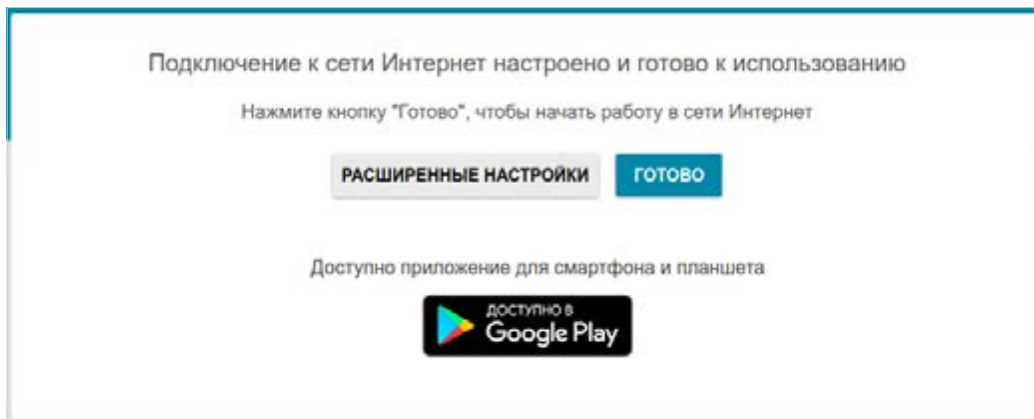 Подключение к сети Интернет настроено и готово к использованию
Нажмите кнопку "Готово", чтобы начать работу в сети Интернет
РАСШИРЕННЫЕ НАСТРОЙКИ ГОТОВО
Доступно приложение для смартфона и планшета
ДОСТУПНО В
Google Play